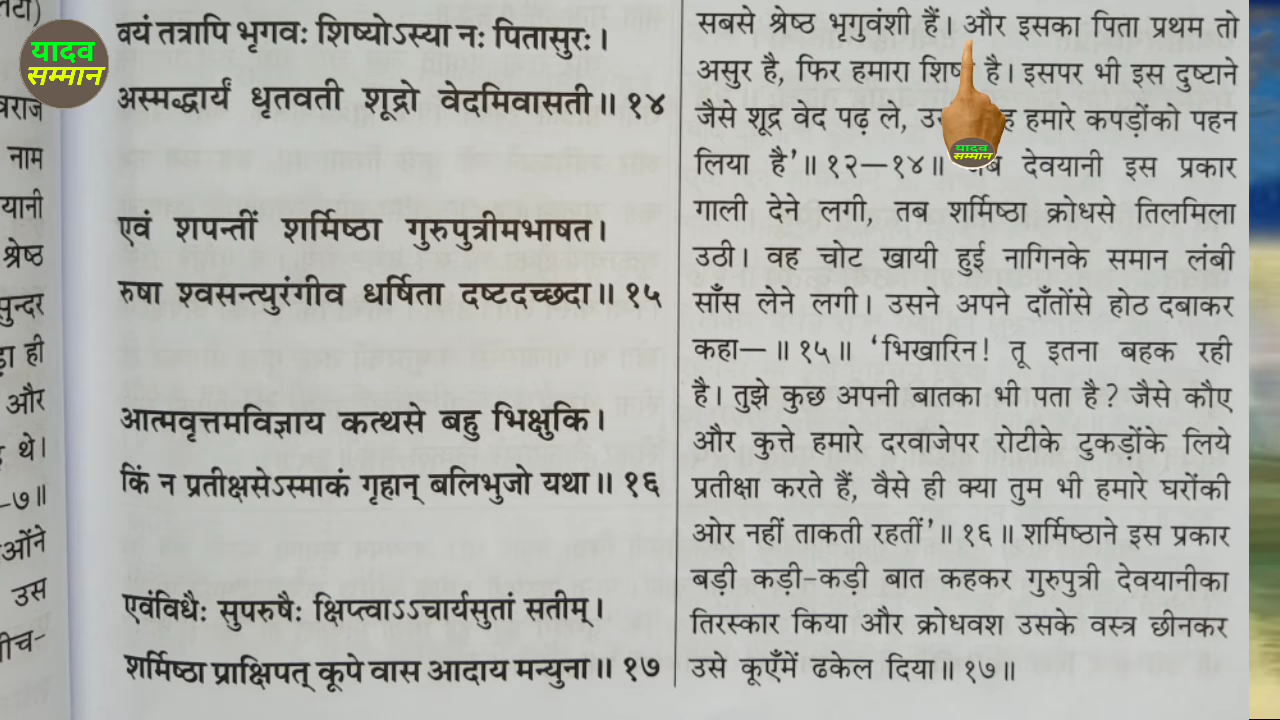 यादव
सम्मान
वराज
नाम
यानी
श्रेष्ठ
सुन्दर
ही
और
थे।
–७॥
ओंने
उस
ीच-
वयं तत्रापि भृगवः शिष्योऽस्या नः पितासुरः।
अस्मद्धार्यं धृतवती शूद्रो वेदमिवासती॥ १४
एवं शपन्तीं शर्मिष्ठा गुरुपुत्रीमभाषत।
रुषा श्वसन्त्युरंगीव धर्षिता दष्टदच्छदा॥ १५
आत्मवृत्तमविज्ञाय कत्थसे बहु भिक्षुकि।
किं न प्रतीक्षसेऽस्माकं गृहान् बलिभुजो यथा॥ १६
एवंविधैः सुपरुषैः क्षिप्त्वाऽऽचार्यसुतां सतीम्।
शर्मिष्ठा प्राक्षिपत् कूपे वास आदाय मन्युना॥ १७
सबसे श्रेष्ठ भृगुवंशी हैं। और इसका पिता प्रथम तो
असुर है, फिर हमारा है। इसपर भी इस दुष्टाने
जैसे शूद्र वेद पढ़ ले, हमारे कपड़ोंको पहन
लिया है’॥ १२—१४॥ देवयानी इस प्रकार
गाली देने लगी, तब शर्मिष्ठा क्रोधसे तिलमिला
उठी। वह चोट खायी हुई नागिनके समान लंबी
साँस लेने लगी। उसने अपने दाँतोंसे होठ दबाकर
कहा— ॥ १५॥ ‘भिखारिन! तू इतना बहक रही
है। तुझे कुछ अपनी बातका भी पता है? जैसे कौए
और कुत्ते हमारे दरवाजेपर रोटीके टुकड़ोंके लिये
प्रतीक्षा करते हैं, वैसे ही क्या तुम भी हमारे घरोंकी
ओर नहीं ताकती रहतीं’॥ १६॥ शर्मिष्ठाने इस प्रकार
बड़ी कड़ी-कड़ी बात कहकर गुरुपुत्री देवयानीका
तिरस्कार किया और क्रोधवश उसके वस्त्र छीनकर
उसे कूएँमें ढकेल दिया॥ १७॥
यादव
सम्मान